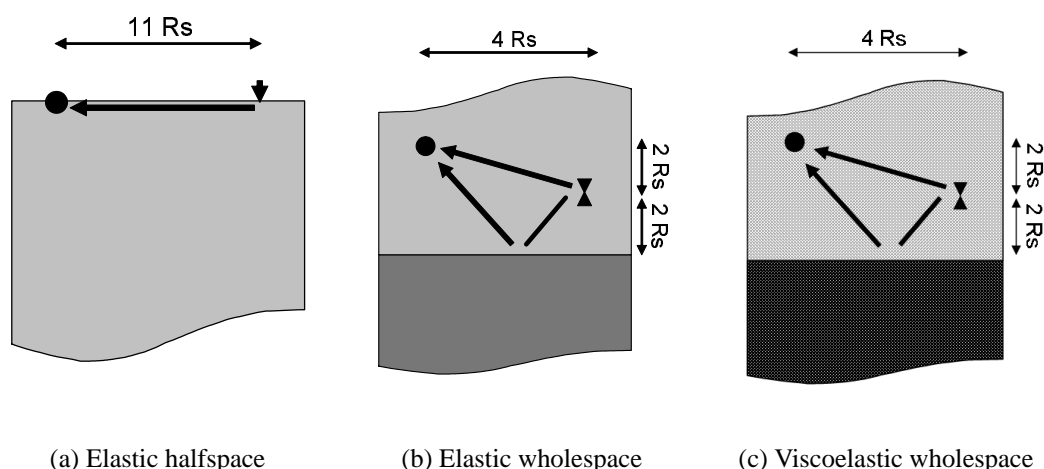 11 Rs
4 Rs
2 Rs
2 Rs
4 Rs
2 Rs
2 Rs
(a) Elastic halfspace
(b) Elastic wholespace
(c) Viscoelastic wholespace